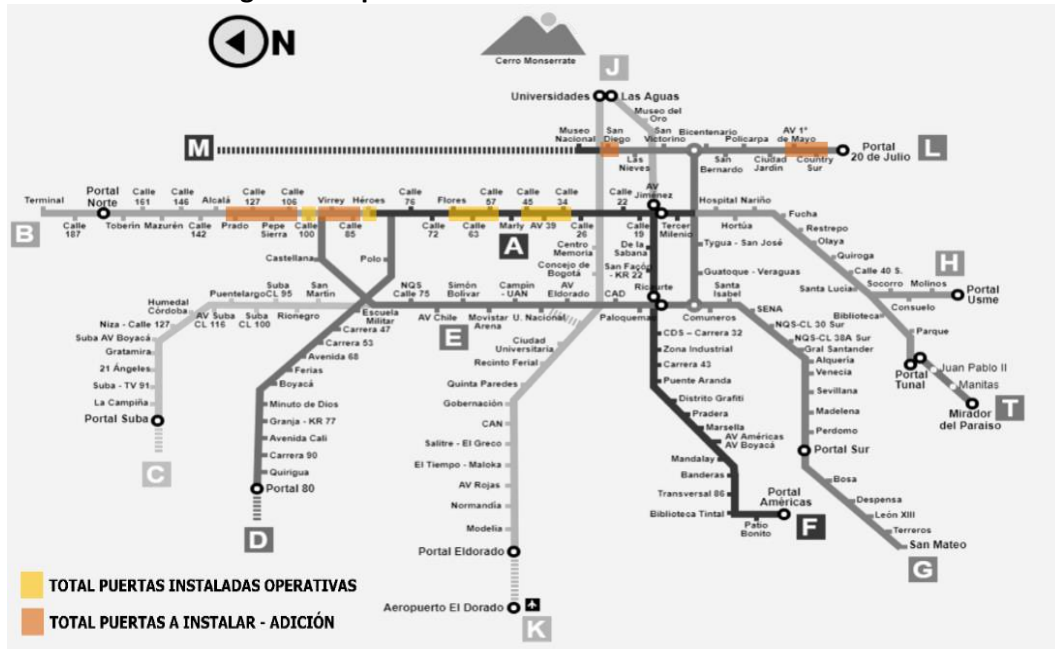 N
Cerro Monserrate
J
Universidades
Las Aguas
Museo del
Oro
M
Museo
Nacional
San
Diego
San
Victorino
Bicentenario
Policarpa
AV 1°
de Mayo
Portal
20 de Julio
L
Las
Nieves
San
Bernardo
Ciudad
Jardín
Country
Sur
Terminal
Portal
Norte
Calle
161
Calle
146
Alcalá
Calle
127
Calle
106
Virrey
Héroes
Calle
76
Flores
Calle
57
Calle
45
Calle
34
Calle
22
AV
Jiménez
Hospital Nariño
B
Calle
187
Toberin
Mazurén
Calle
142
Prado
Pepe
Sierra
Calle
100
Calle
85
Calle
72
Calle
63
Marly
AV 39
Calle
26
Calle
19
Tercer
Milenio
Hortúa
A
Fucha
Restrepo
Olaya
Quiroga
Calle 40 S.
Santa Lucia
Socorro
Molinos
H
Portal
Usme
Consuelo
Biblioteca
Parque
Portal
Tunal
Juan Pablo II
Manitas
Mirador
del Paraiso
T
Castellana
Polo
Centro
Memoria
Concejo de
Bogotá
De la
Sabana
San Façon
- KR 22
Ricaurte
Tygua - San José
Guatoque - Veraguas
Humedal
Córdoba
Puentelargo
Suba
CL 95
San
Martin
NQS
Calle 75
Simón
Bolivar
Campin
- UAN
AV
Eldorado
CAD
Santa
Isabel
Niza - Calle 127
AV Suba
CL 116
Suba
CL 100
Rionegro
Escuela
Militar
AV Chile
Movistar
Arena
U. Nacional
Paloquemao
Comuneros
SENA
E
Suba AV Boyacá
Gratamira
21 Ángeles
Suba - TV 91
La Campiña
Portal Suba
C
Carrera 47
Carrera 53
Avenida 68
Ferias
Boyacá
Minuto de Dios
Granja - KR 77
Avenida Cali
Carrera 90
Quirigua
Portal 80
D
Ciudad
Universitaria
Recinto Ferial
Quinta Paredes
Gobernación
CAN
Salitre - El Greco
El Tiempo - Maloka
AV Rojas
Normandía
Modelia
Portal Eldorado
Aeropuerto El Dorado
K
CDS – Carrera 32
Zona Industrial
Carrera 43
Puente Aranda
Distrito Grafiti
Pradera
Marsella
AV Américas
AV Boyacá
Mandalay
Banderas
Transversal 86
Biblioteca Tintal
Patio
Bonito
Portal
Américas
F
NQS-CL 30 Sur
NQS-CL 38A Sur
Gral Santander
Alquería
Venecia
Sevillana
Madelena
Perdomo
Portal Sur
Bosa
Despensa
León XIII
Terreros
San Mateo
G
TOTAL PUERTAS INSTALADAS OPERATIVAS
TOTAL PUERTAS A INSTALAR - ADICIÓN